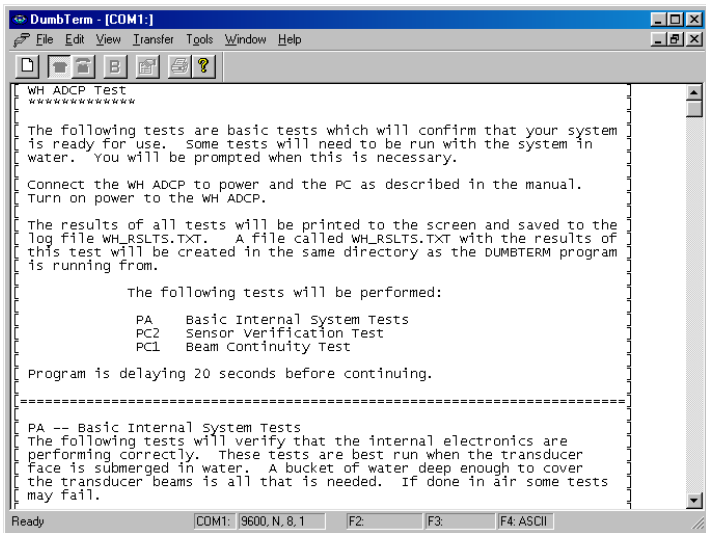 DumbTerm - [COM1:]
File Edit View Transfer Tools Window Help
B
WH ADCP Test
*************
The following tests are basic tests which will confirm that your system
is ready for use. Some tests will need to be run with the system in
water. You will be prompted when this is necessary.
Connect the WH ADCP to power and the PC as described in the manual.
Turn on power to the WH ADCP.
The results of all tests will be printed to the screen and saved to the
log file WH_RSLTS.TXT. A file called WH_RSLTS.TXT with the results of
this test will be created in the same directory as the DUMBTERM program
is running from.
The following tests will be performed:
PA Basic Internal System Tests
PC2 Sensor Verification Test
PC1 Beam Continuity Test
Program is delaying 20 seconds before continuing.
PA -- Basic Internal System Tests
The following tests will verify that the internal electronics are
performing correctly. These tests are best run when the transducer
face is submerged in water. A bucket of water deep enough to cover
the transducer beams is all that is needed. If done in air some tests
may fail.
Ready COM1: 9600, N, 8, 1 F2: F3: F4: ASCII